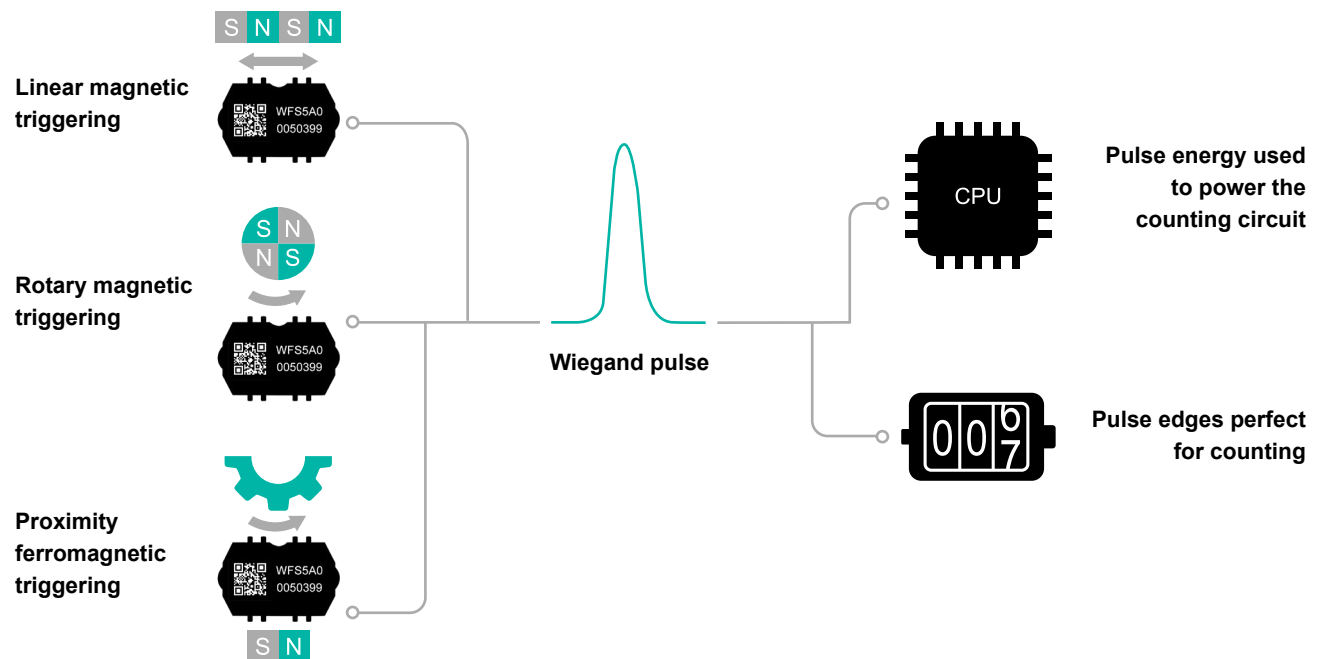 S N S N
Linear magnetic
triggering
WFS5A0
0050399
S N
N S
Rotary magnetic
triggering
WFS5A0
0050399
Proximity
ferromagnetic
triggering
WFS5A0
0050399
S N
Wiegand pulse
CPU
Pulse energy used
to power the
counting circuit
0 0 6
7
Pulse edges perfect
for counting